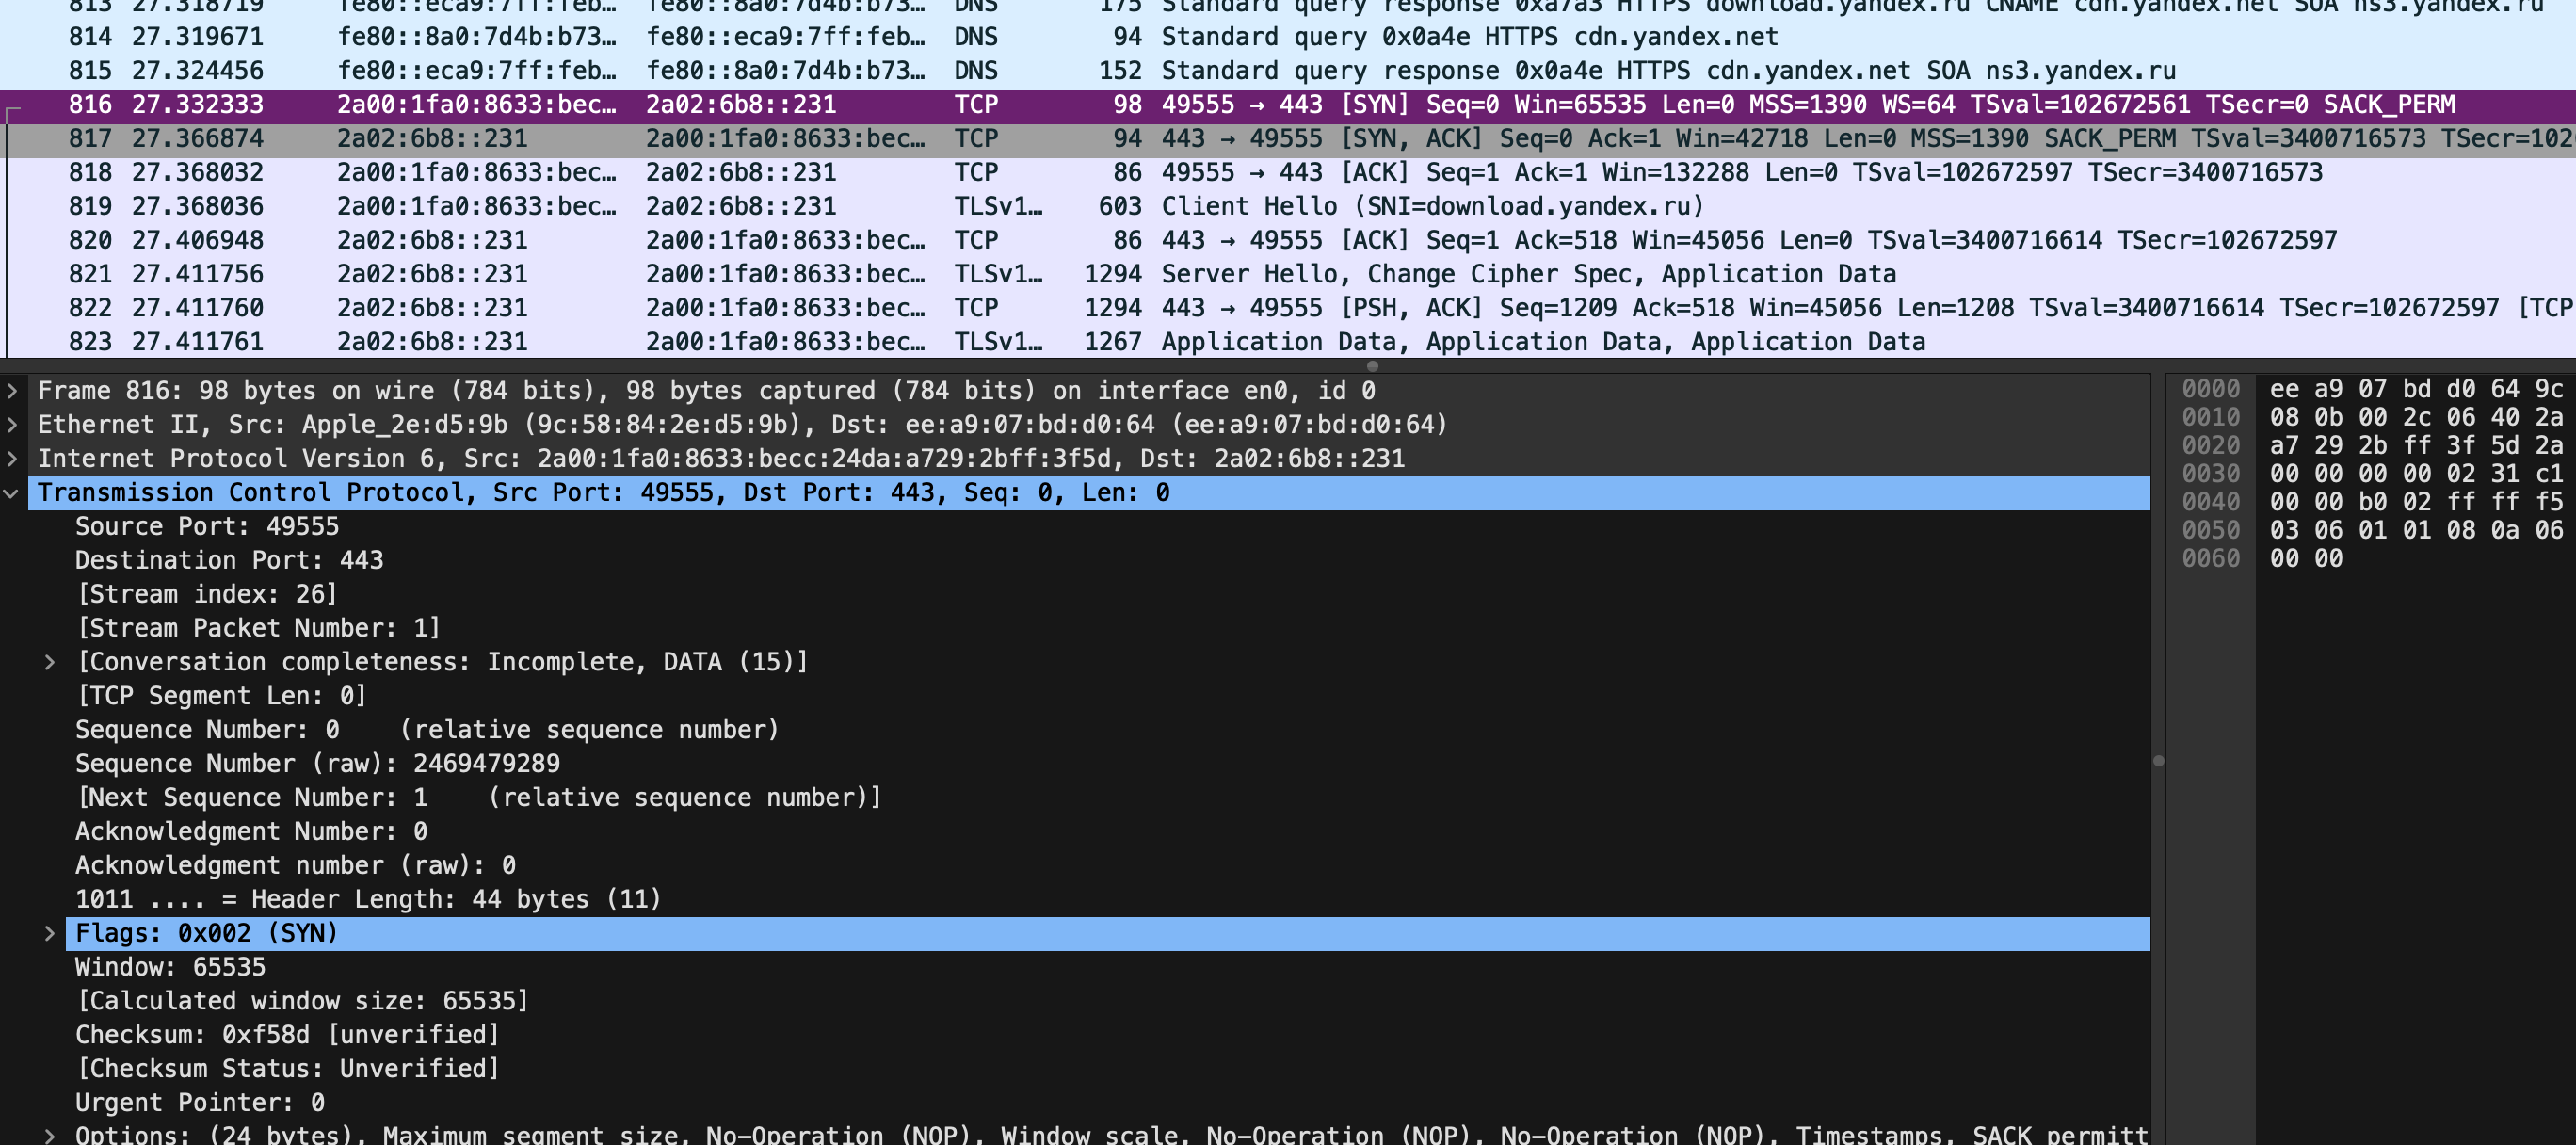 813 27.318719 fe80::eca9:7ff:feb… fe80::8a0:7d4b:b73… DNS 175 Standard query response 0xa7a3 HTTPS download.yandex.ru CNAME cdn.yandex.net SOA ns3.yandex.ru
814 27.319671 fe80::8a0:7d4b:b73… fe80::eca9:7ff:feb… DNS 94 Standard query 0x0a4e HTTPS cdn.yandex.net
815 27.324456 fe80::eca9:7ff:feb… fe80::8a0:7d4b:b73… DNS 152 Standard query response 0x0a4e HTTPS cdn.yandex.net SOA ns3.yandex.ru
816 27.332333 2a00:1fa0:8633:bec… 2a02:6b8::231 TCP 98 49555 → 443 [SYN] Seq=0 Win=65535 Len=0 MSS=1390 WS=64 TSval=102672561 TSecr=0 SACK_PERM
817 27.366874 2a02:6b8::231 2a00:1fa0:8633:bec… TCP 94 443 → 49555 [SYN, ACK] Seq=0 Ack=1 Win=42718 Len=0 MSS=1390 SACK_PERM TSval=3400716573 TSecr=102
818 27.368032 2a00:1fa0:8633:bec… 2a02:6b8::231 TCP 86 49555 → 443 [ACK] Seq=1 Ack=1 Win=132288 Len=0 TSval=102672597 TSecr=3400716573
819 27.368036 2a00:1fa0:8633:bec… 2a02:6b8::231 TLSv1… 603 Client Hello (SNI=download.yandex.ru)
820 27.406948 2a02:6b8::231 2a00:1fa0:8633:bec… TCP 86 443 → 49555 [ACK] Seq=1 Ack=518 Win=45056 Len=0 TSval=3400716614 TSecr=102672597
821 27.411756 2a02:6b8::231 2a00:1fa0:8633:bec… TLSv1… 1294 Server Hello, Change Cipher Spec, Application Data
822 27.411760 2a02:6b8::231 2a00:1fa0:8633:bec… TCP 1294 443 → 49555 [PSH, ACK] Seq=1209 Ack=518 Win=45056 Len=1208 TSval=3400716614 TSecr=102672597 [TCP
823 27.411761 2a02:6b8::231 2a00:1fa0:8633:bec… TLSv1… 1267 Application Data, Application Data, Application Data
Frame 816: 98 bytes on wire (784 bits), 98 bytes captured (784 bits) on interface en0, id 0
Ethernet II, Src: Apple_2e:d5:9b (9c:58:84:2e:d5:9b), Dst: ee:a9:07:bd:d0:64 (ee:a9:07:bd:d0:64)
Internet Protocol Version 6, Src: 2a00:1fa0:8633:becc:24da:a729:2bff:3f5d, Dst: 2a02:6b8::231
Transmission Control Protocol, Src Port: 49555, Dst Port: 443, Seq: 0, Len: 0
Source Port: 49555
Destination Port: 443
[Stream index: 26]
[Stream Packet Number: 1]
[Conversation completeness: Incomplete, DATA (15)]
[TCP Segment Len: 0]
Sequence Number: 0 (relative sequence number)
Sequence Number (raw): 2469479289
[Next Sequence Number: 1 (relative sequence number)]
Acknowledgment Number: 0
Acknowledgment number (raw): 0
1011 .... = Header Length: 44 bytes (11)
Flags: 0x002 (SYN)
Window: 65535
[Calculated window size: 65535]
Checksum: 0xf58d [unverified]
[Checksum Status: Unverified]
Urgent Pointer: 0
Options: (24 bytes), Maximum segment size, No-Operation (NOP), Window scale, No-Operation (NOP), No-Operation (NOP), Timestamps, SACK permitt
0000 ee a9 07 bd d0 64 9c
0010 08 0b 00 2c 06 40 2a
0020 a7 29 2b ff 3f 5d 2a
0030 00 00 00 00 02 31 c1
0040 00 00 b0 02 ff ff f5
0050 03 06 01 01 08 0a 06
0060 00 00